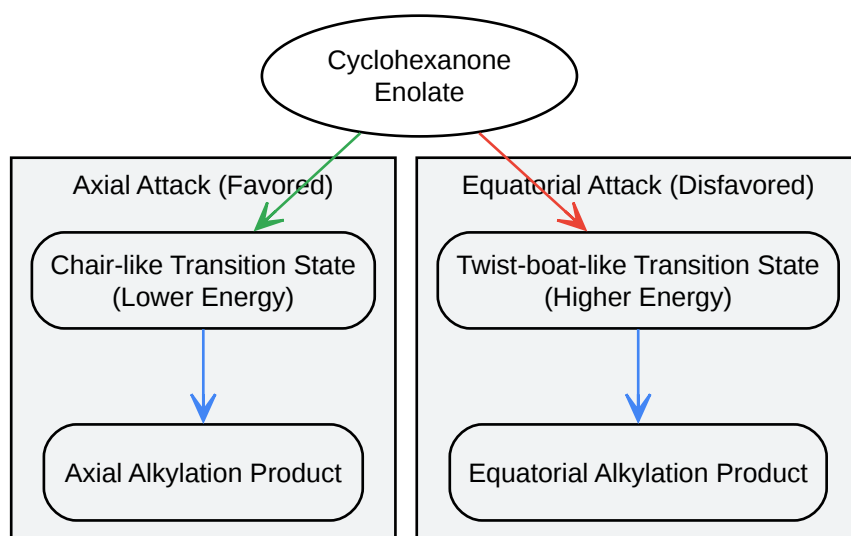 Cyclohexanone
Enolate
Axial Attack (Favored)
Chair-like Transition State
(Lower Energy)
Axial Alkylation Product
Equatorial Attack (Disfavored)
Twist-boat-like Transition State
(Higher Energy)
Equatorial Alkylation Product